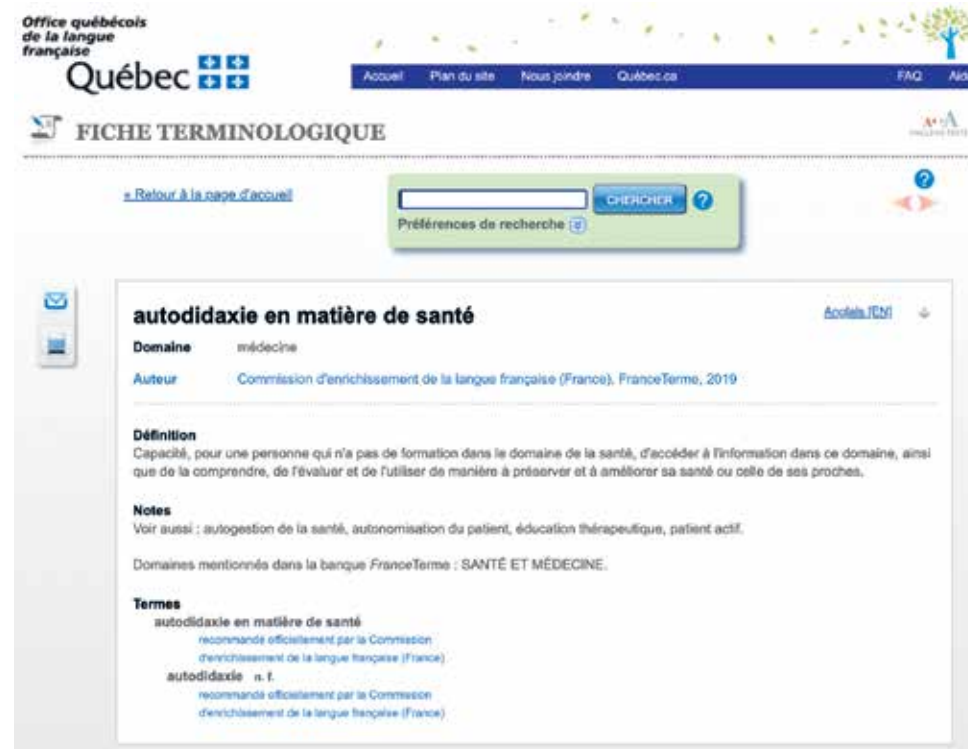 Office québécois
de la langue
française
Québec
Accueil Plan du site Nous joindre Québec.ca FAQ Aide
FICHE TERMINOLOGIQUE
« Retour à la page d'accueil
CHERCHER ?
Préférences de recherche
?
autodidaxie en matière de santé
Anglais [EN]
Domaine médecine
Auteur Commission d'enrichissement de la langue française (France), FranceTerme, 2019
Définition
Capacité, pour une personne qui n'a pas de formation dans le domaine de la santé, d'accéder à l'information dans ce domaine, ainsi
que de la comprendre, de l'évaluer et de l'utiliser de manière à préserver et à améliorer sa santé ou celle de ses proches.
Notes
Voir aussi : autogestion de la santé, autonomisation du patient, éducation thérapeutique, patient actif.
Domaines mentionnés dans la banque FranceTerme : SANTÉ ET MÉDECINE.
Termes
autodidaxie en matière de santé
recommandé officiellement par la Commission
d'enrichissement de la langue française (France)
autodidaxie n. f.
recommandé officiellement par la Commission
d'enrichissement de la langue française (France)